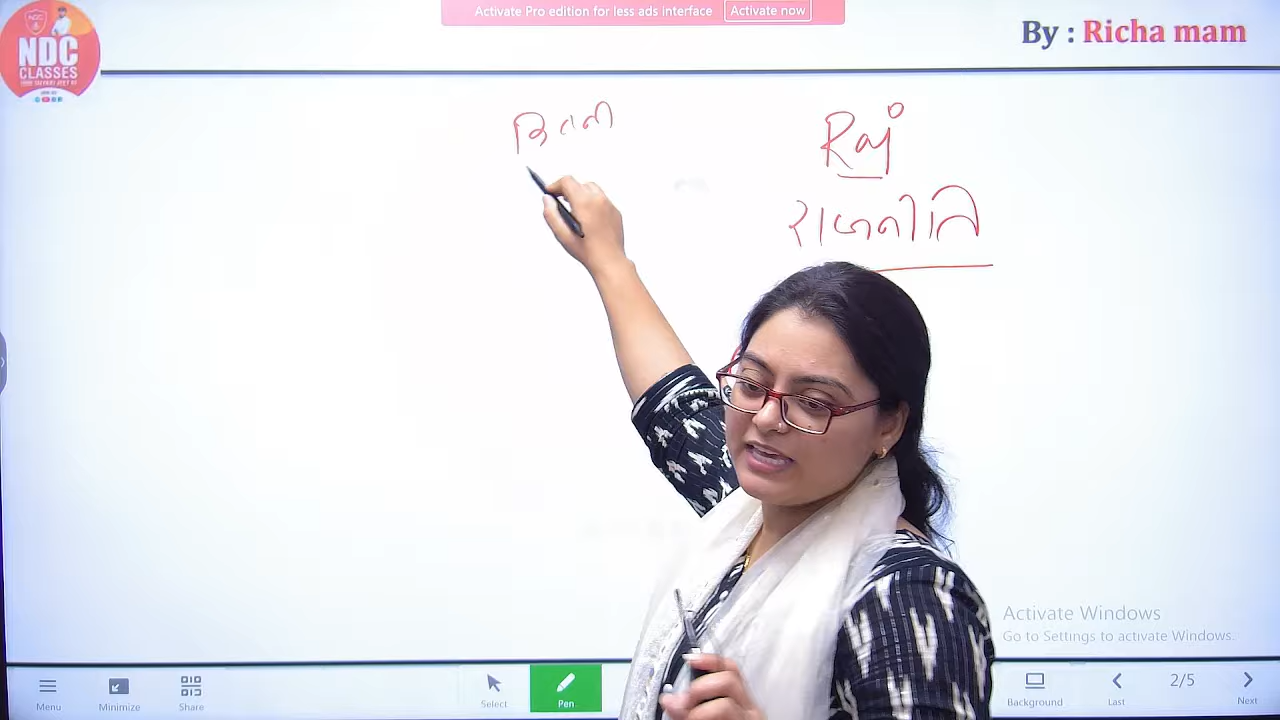 Activate Pro edition for less ads interface Activate now
NDC
CLASSES
By : Richa mam
कितनी
Raj
राजनीति
Activate Windows
Go to Settings to activate Windows.
Menu Minimize Share Select Pen Background Last 2/5 Next